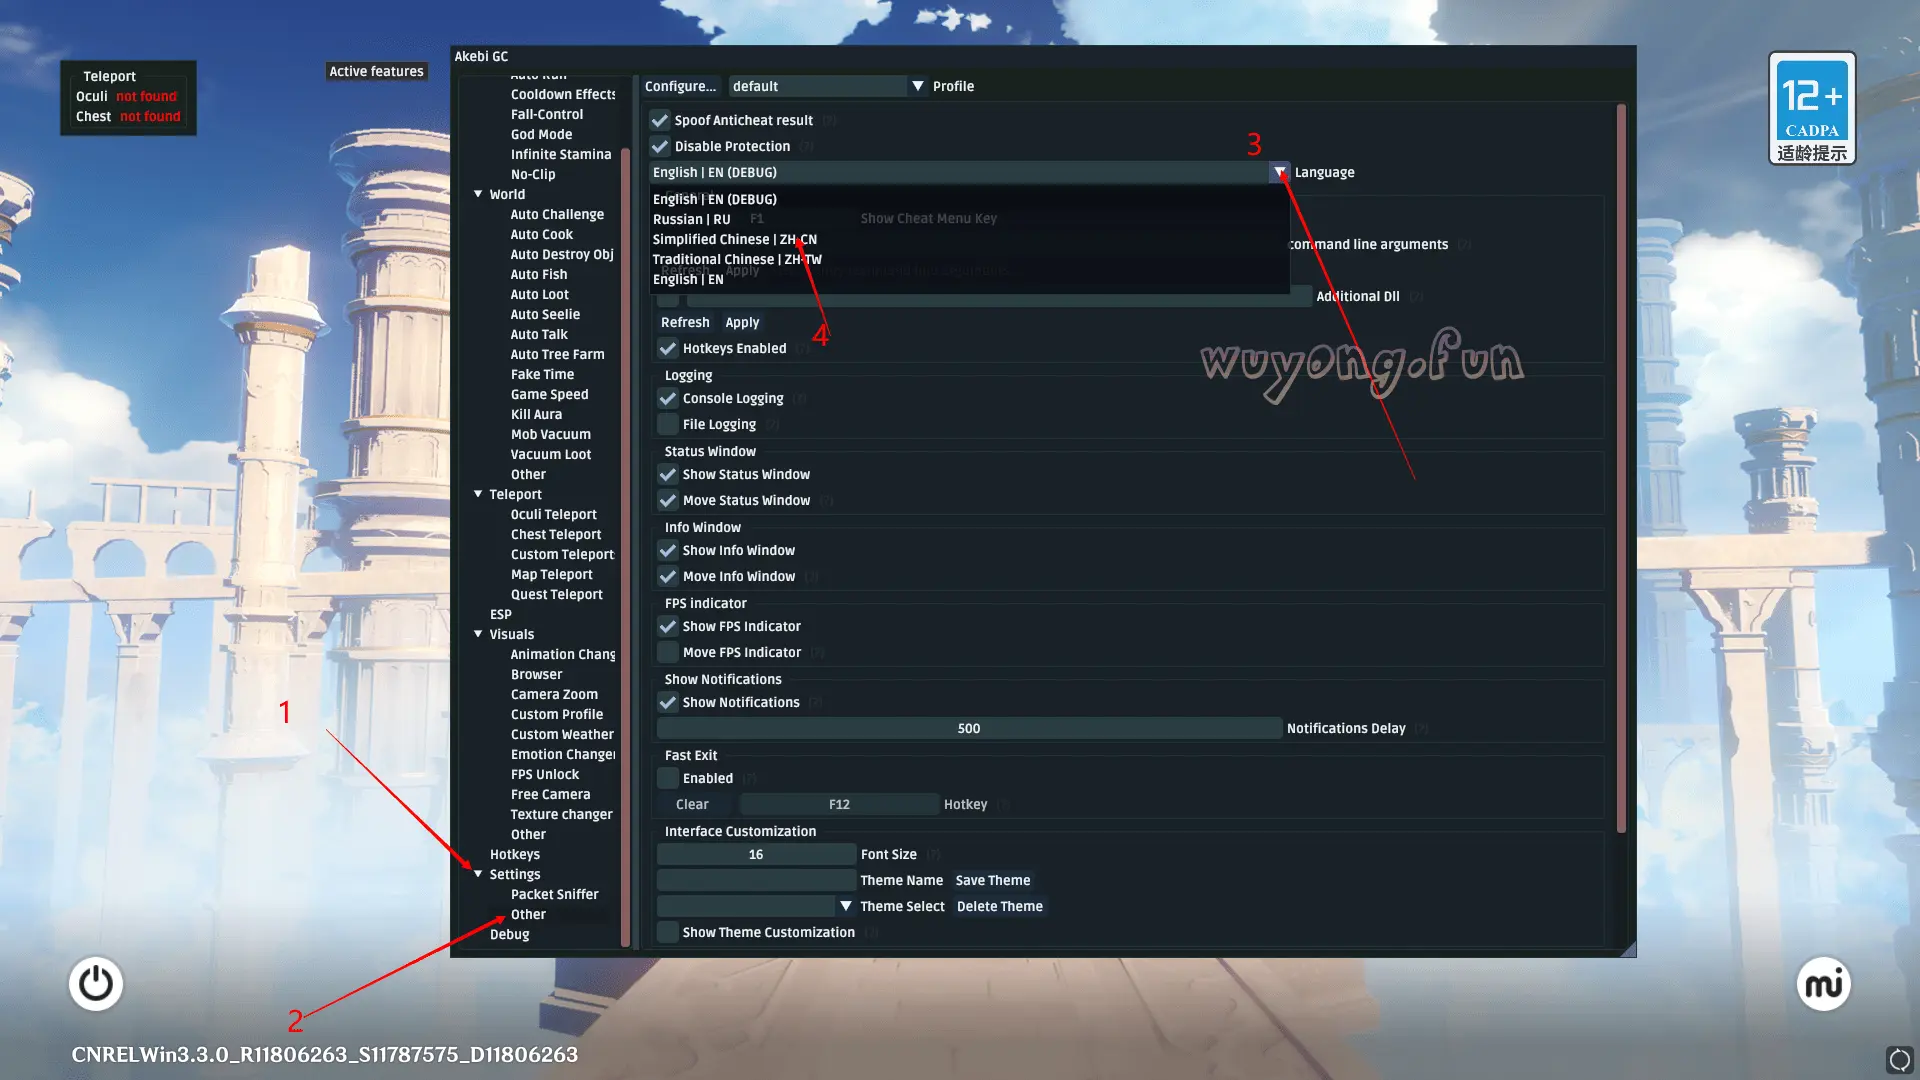 Akebi GC
Teleport
Oculi not found
Chest not found
Active features
Auto Run
Cooldown Effects
Fall-Control
God Mode
Infinite Stamina
No-Clip
World
Auto Challenge
Auto Cook
Auto Destroy Obj
Auto Fish
Auto Loot
Auto Seelie
Auto Talk
Auto Tree Farm
Fake Time
Game Speed
Kill Aura
Mob Vacuum
Vacuum Loot
Other
Teleport
Oculi Teleport
Chest Teleport
Custom Teleport
Map Teleport
Quest Teleport
ESP
Visuals
Animation Chang
Browser
Camera Zoom
Custom Profile
Custom Weather
Emotion Changer
FPS Unlock
Free Camera
Texture changer
Other
Hotkeys
Settings
Packet Sniffer
Other
Debug
Configure... default Profile
Spoof Anticheat result (?)
Disable Protection (?)
3
English | EN (DEBUG) Language
General
English | EN (DEBUG)
Russian | RU F1 Show Cheat Menu Key
Simplified Chinese | ZH-CN command line arguments (?)
Traditional Chinese | ZH-TW
Refresh Apply
English | EN
Additional Dll (?)
Refresh Apply
4
Hotkeys Enabled (?)
wuyong.fun
Logging
Console Logging (?)
File Logging (?)
Status Window
Show Status Window
Move Status Window (?)
Info Window
Show Info Window
Move Info Window (?)
FPS indicator
Show FPS Indicator
Move FPS Indicator (?)
Show Notifications
Show Notifications (?)
500 Notifications Delay (?)
Fast Exit
Enabled (?)
Clear F12 Hotkey (?)
Interface Customization
16 Font Size (?)
Theme Name Save Theme
Theme Select Delete Theme
Show Theme Customization (?)
1
2
12+
CADPA
适龄提示
mi
CNRELWin3.3.0_R11806263_S11787575_D11806263